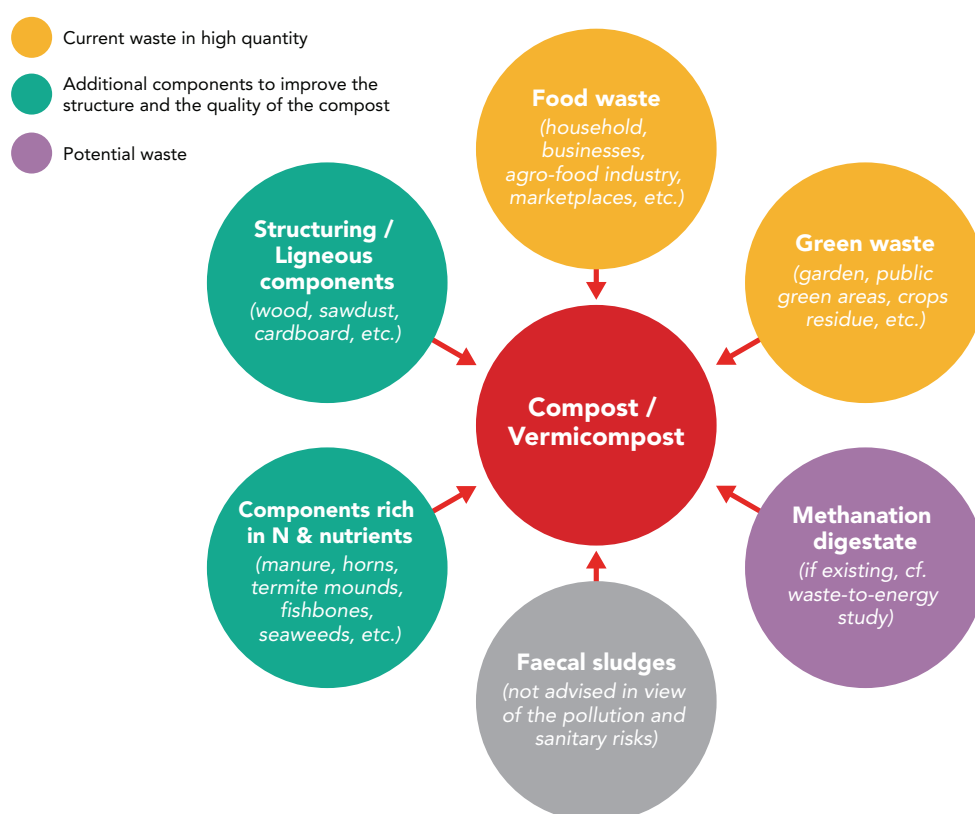 Current waste in high quantity
Additional components to improve the
structure and the quality of the compost
Potential waste
Food waste
(household,
businesses,
agro-food industry,
marketplaces, etc.)
Structuring /
Ligneous
components
(wood, sawdust,
cardboard, etc.)
Green waste
(garden, public
green areas, crops
residue, etc.)
Compost /
Vermicompost
Components rich
in N & nutrients
(manure, horns,
termite mounds,
fishbones,
seaweeds, etc.)
Methanation
digestate
(if existing, cf.
waste-to-energy
study)
Faecal sludges
(not advised in view
of the pollution and
sanitary risks)